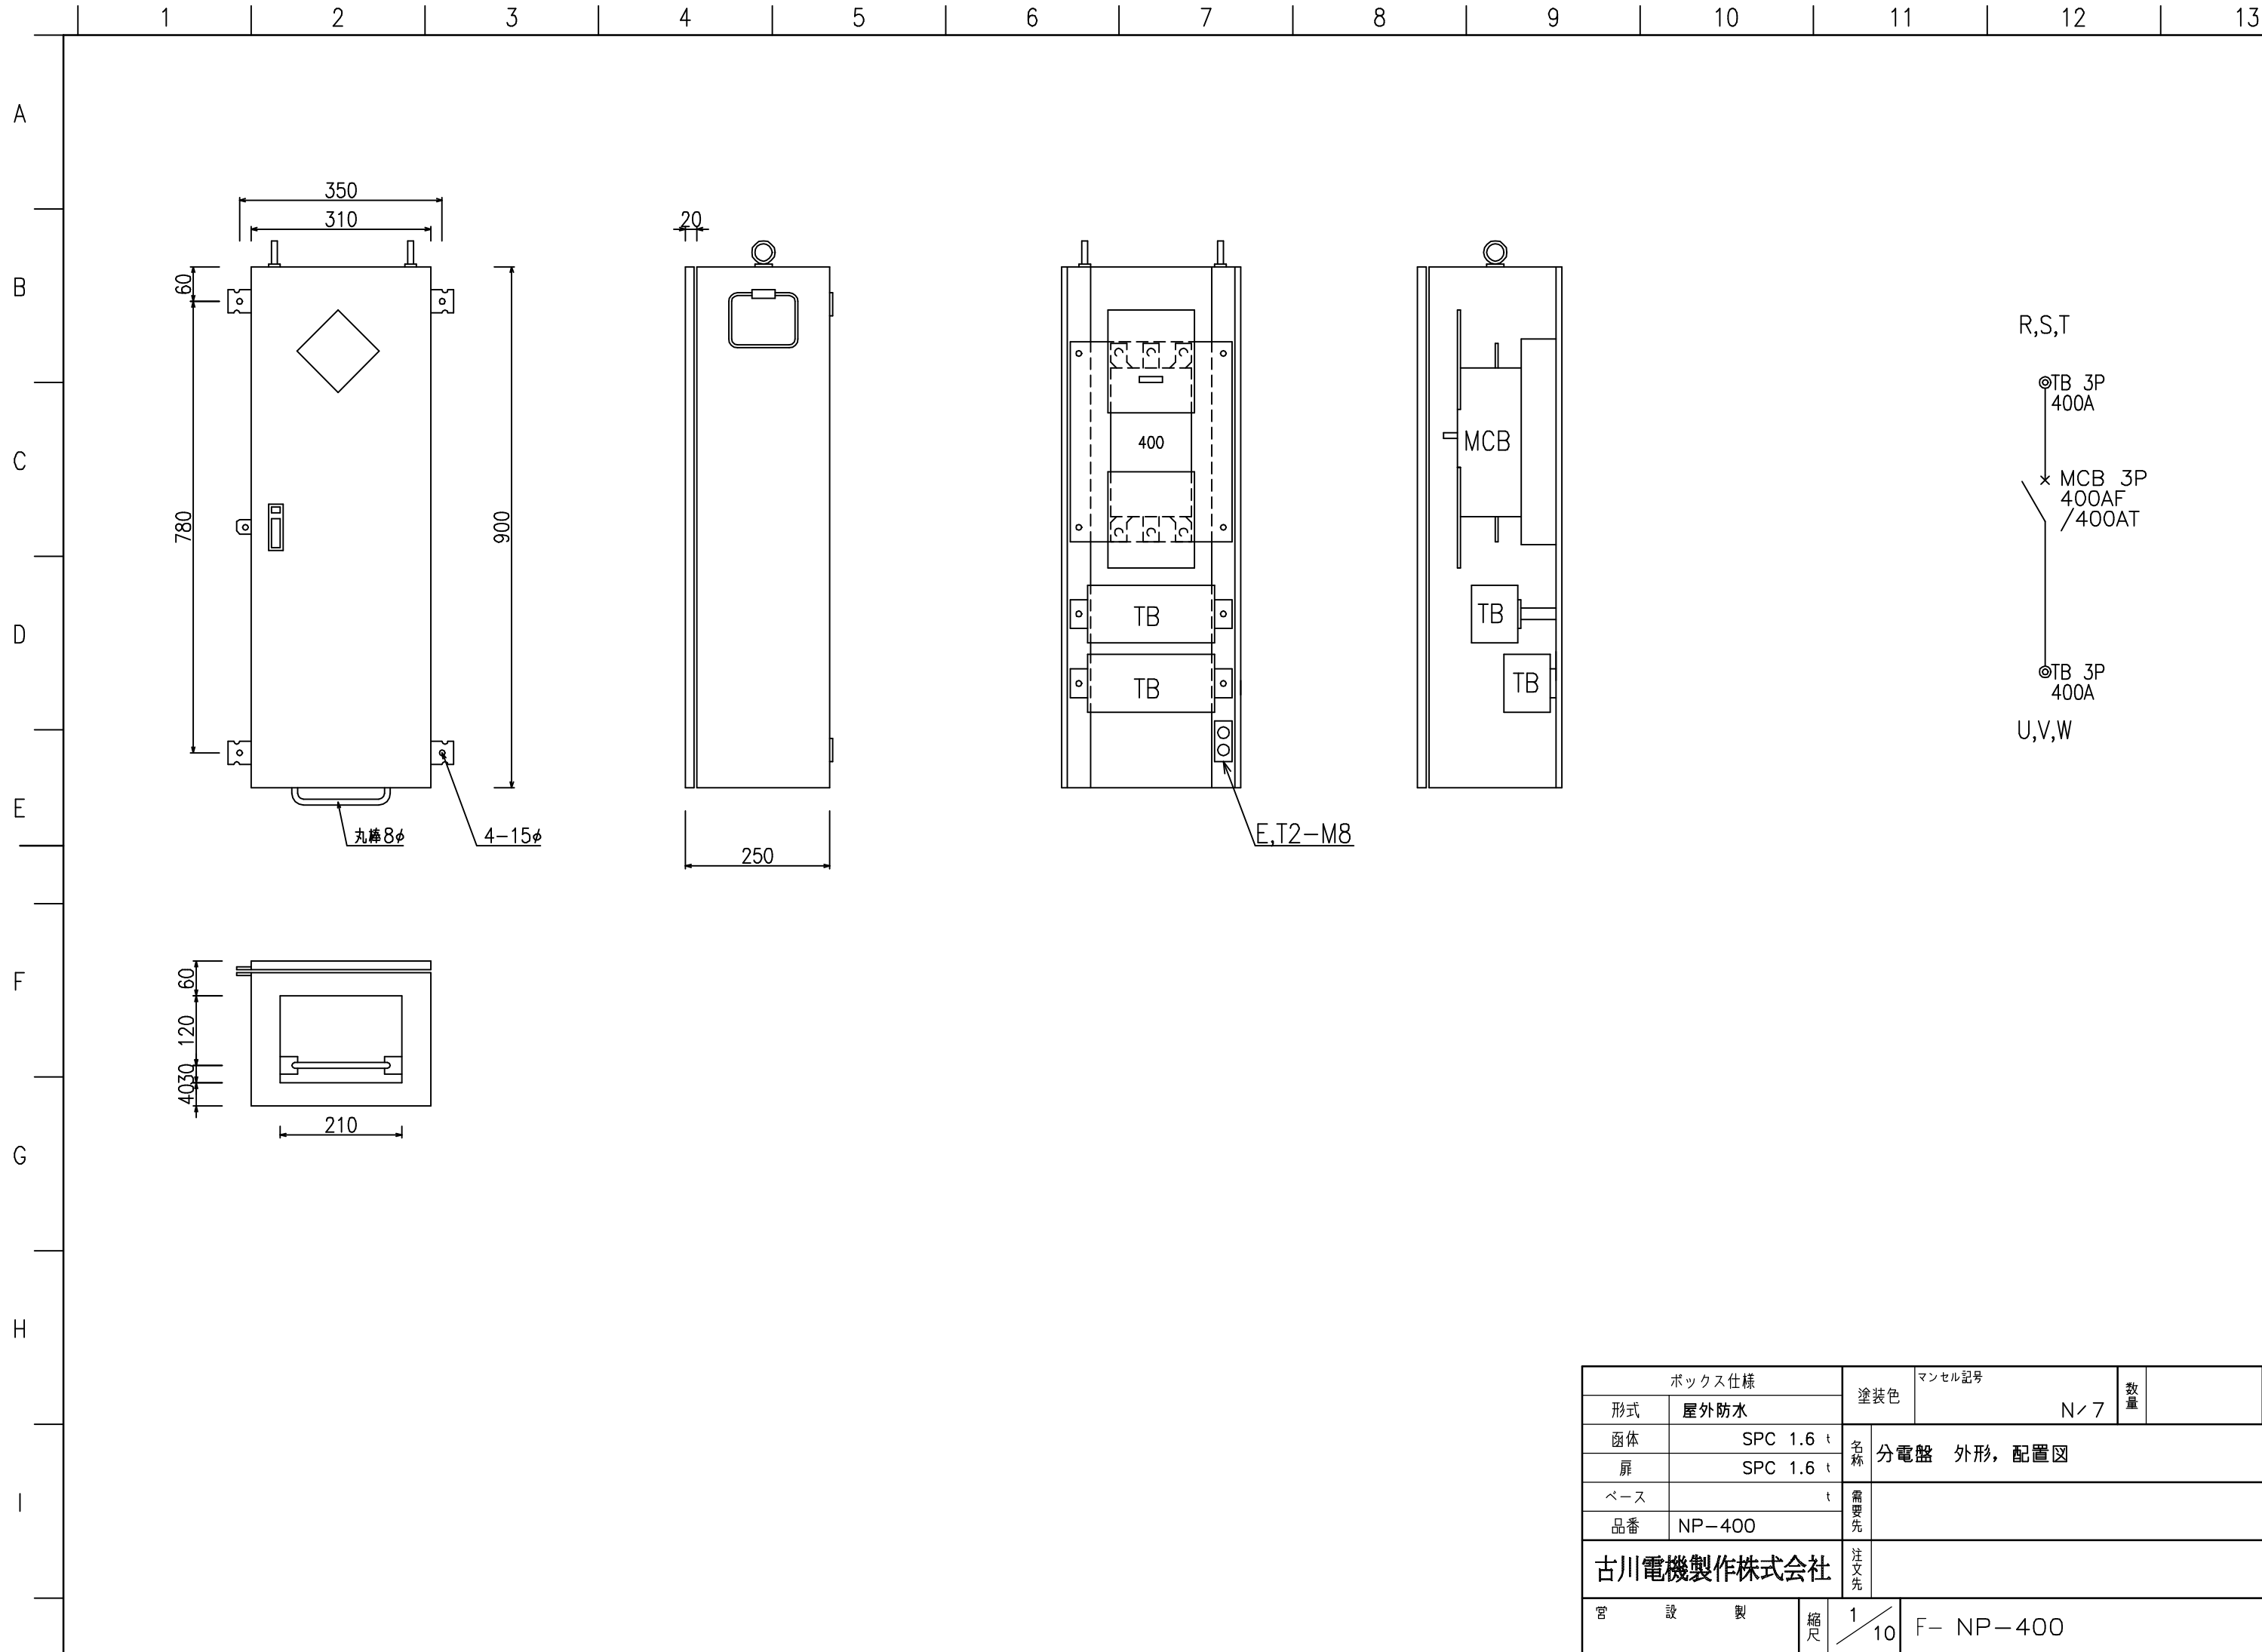 1 2 3 4 5 6 7 8 9 10 11 12 13
A
B
C
D
E
F
G
H
I
350
310
60
780
900
丸棒8φ
4-15φ
20
250
400
TB
TB
E,T2-M8
MCB
TB
TB
R,S,T
TB 3P
400A
MCB 3P
400AF
/400AT
TB 3P
400A
U,V,W
60
120
30
40
210
ボックス仕様
形式 屋外防水
函体 SPC 1.6 t
扉 SPC 1.6 t
ベース t
品番 NP-400
古川電機製作株式会社
営 設 製
縮尺 1/10
塗装色 マンセル記号 N/7 数量
名称 分電盤 外形，配置図
需要先
注文先
F- NP-400